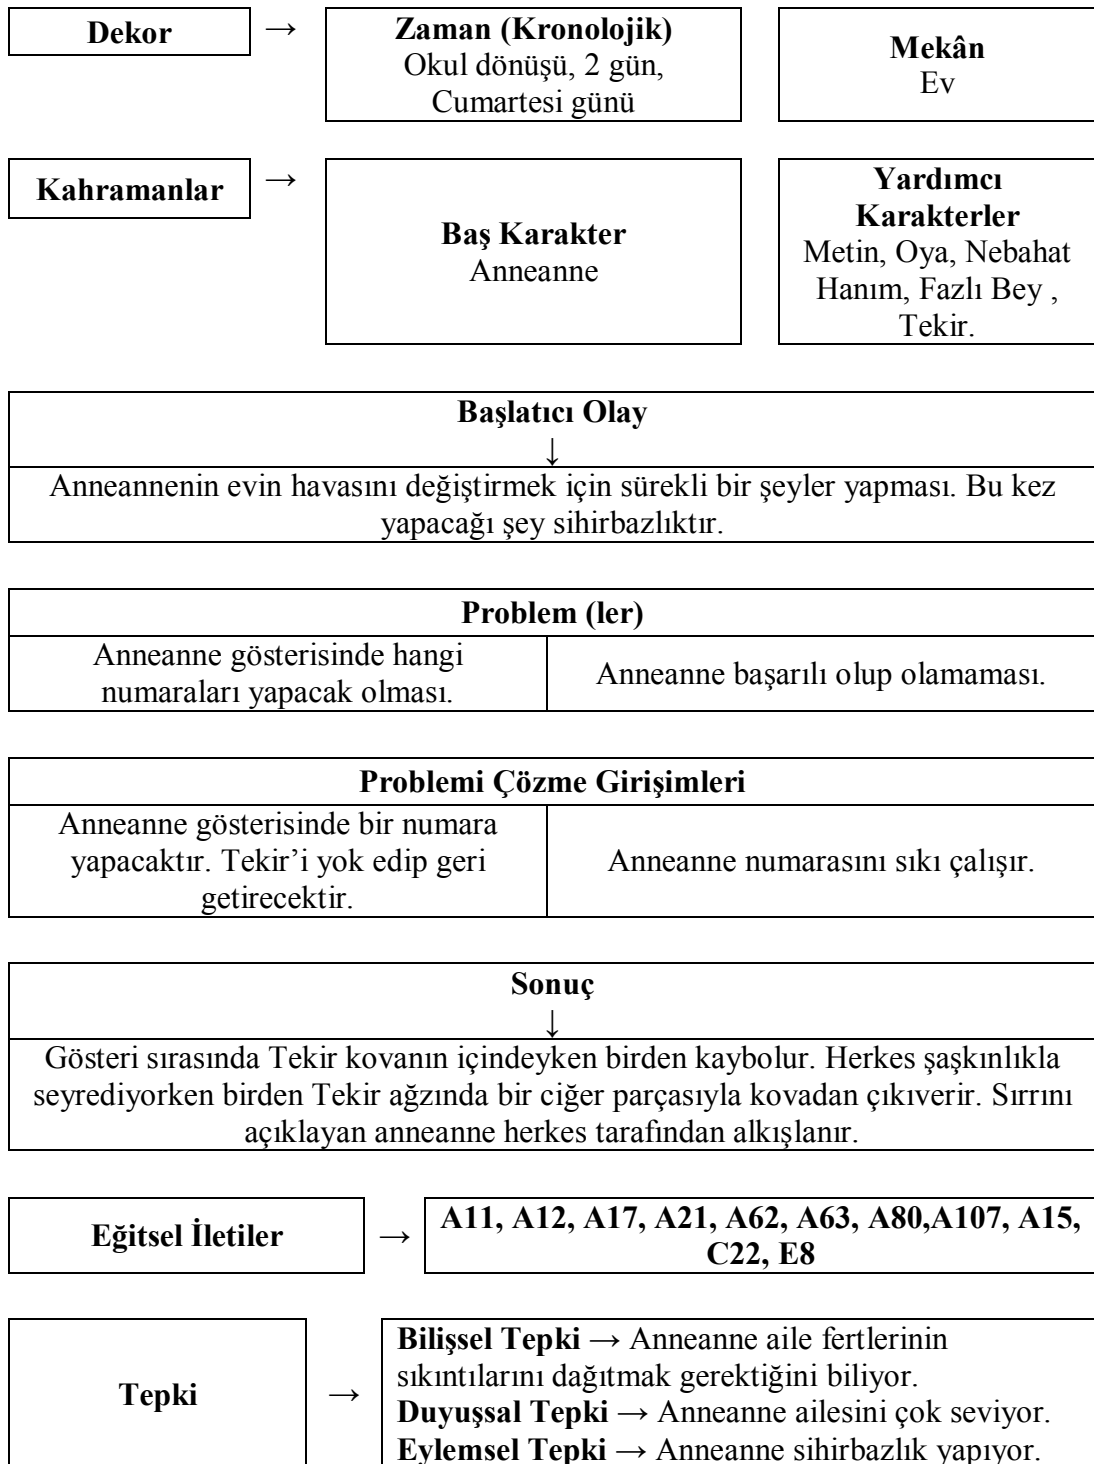 Dekor
→
Zaman (Kronolojik)
Okul dönüşü, 2 gün,
Cumartesi günü
Mekân
Ev
Kahramanlar
→
Baş Karakter
Anneanne
Yardımcı
Karakterler
Metin, Oya, Nebahat
Hanım, Fazlı Bey ,
Tekir.
Başlatıcı Olay
↓
Anneannenin evin havasını değiştirmek için sürekli bir şeyler yapması. Bu kez
yapacağı şey sihirbazlıktır.
Problem (ler)
Anneanne gösterisinde hangi
numaraları yapacak olması.
Anneanne başarılı olup olamaması.
Problemi Çözme Girişimleri
Anneanne gösterisinde bir numara
yapacaktır. Tekir’i yok edip geri
getirecektir.
Anneanne numarasını sıkı çalışır.
Sonuç
↓
Gösteri sırasında Tekir kovanın içindeyken birden kaybolur. Herkes şaşkınlıkla
seyrediyorken birden Tekir ağzında bir ciğer parçasıyla kovadan çıkıverir. Sırrını
açıklayan anneanne herkes tarafından alkışlanır.
Eğitsel İletiler
→
A11, A12, A17, A21, A62, A63, A80,A107, A15,
C22, E8
Tepki
→
Bilişsel Tepki → Anneanne aile fertlerinin
sıkıntılarını dağıtmak gerektiğini biliyor.
Duyuşsal Tepki → Anneanne ailesini çok seviyor.
Eylemsel Tepki → Anneanne sihirbazlık yapıyor.